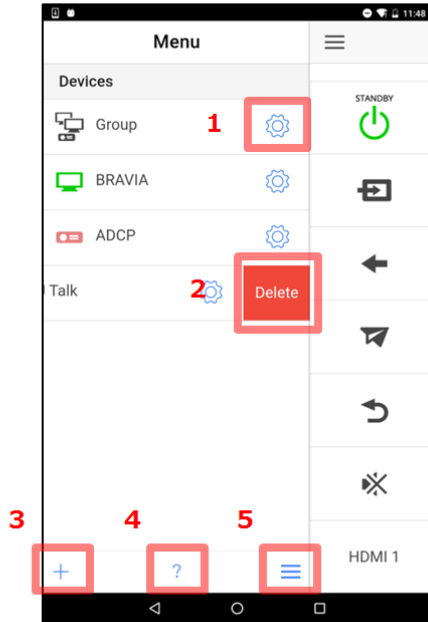 11:48
Menu
Devices
STANDBY
Group
1
BRAVIA
ADCP
Talk
2
Delete
3
4
5
+
?
HDMI 1